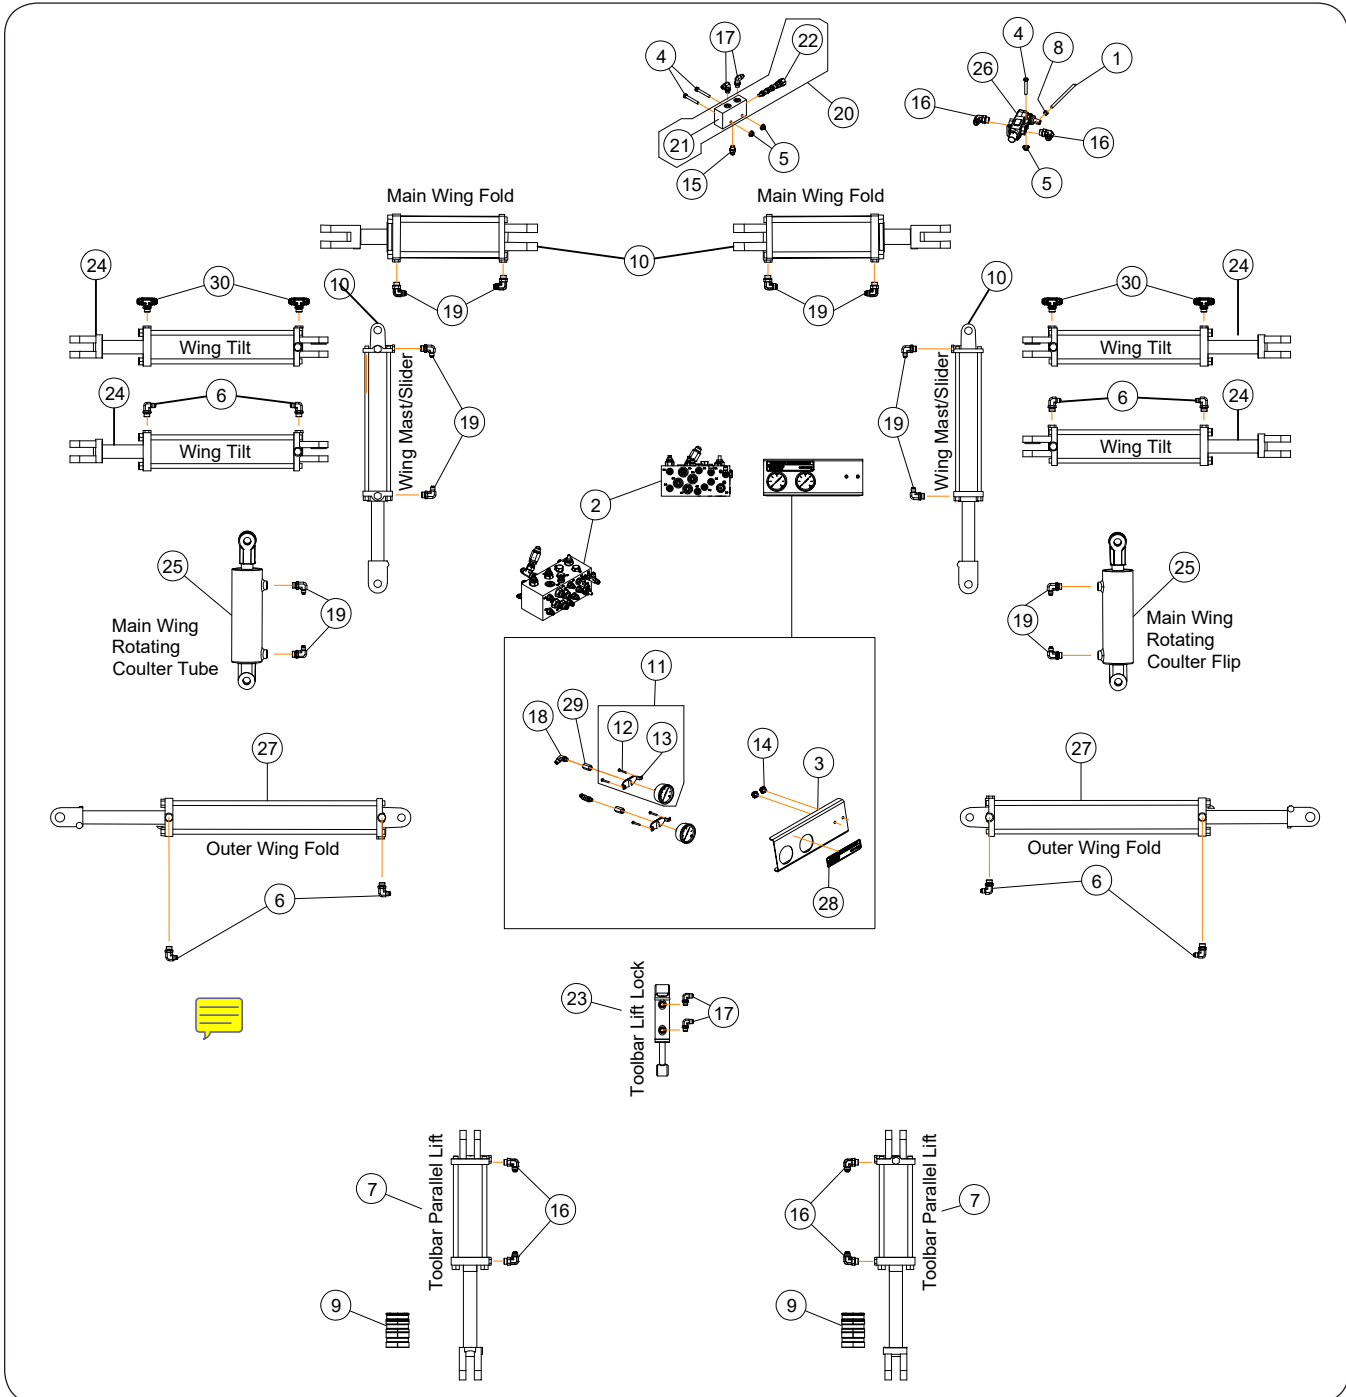 4
17
22
4
8
1
26
16
20
21
5
16
15
5
Main Wing Fold
Main Wing Fold
10
24
30
10
19
19
10
30
24
Wing Tilt
Wing Tilt
24
6
6
24
Wing Mast/Slider
19
19
Wing Mast/Slider
Wing Tilt
Wing Tilt
2
25
25
19
19
Main Wing
Rotating
Coulter Tube
Main Wing
Rotating
Coulter Flip
11
29
18
12
13
14
3
27
27
Outer Wing Fold
Outer Wing Fold
6
6
28
23
Toolbar Lift Lock
17
7
Toolbar Parallel Lift
16
16
Toolbar Parallel Lift
7
9
9